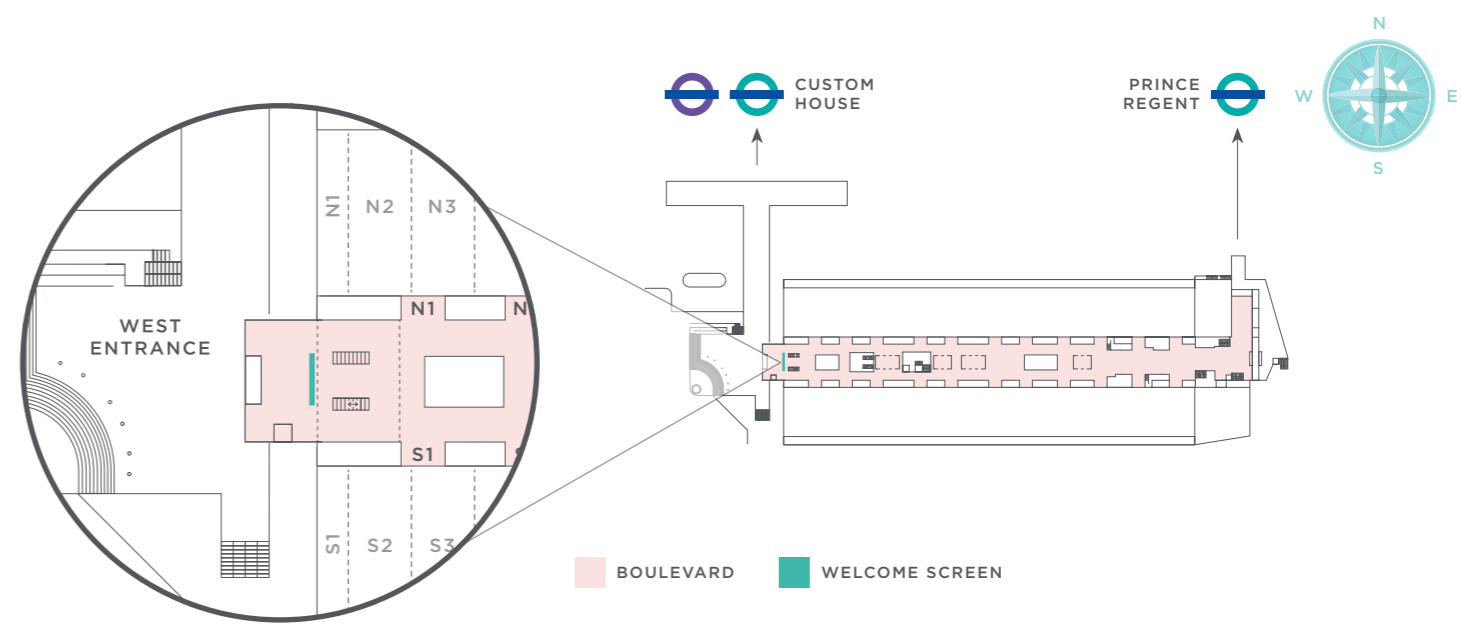 N
CUSTOM
HOUSE
PRINCE
REGENT
W
E
S
N1
N2
N3
N1
N
WEST
ENTRANCE
S1
S1
S2
S3
BOULEVARD
WELCOME SCREEN